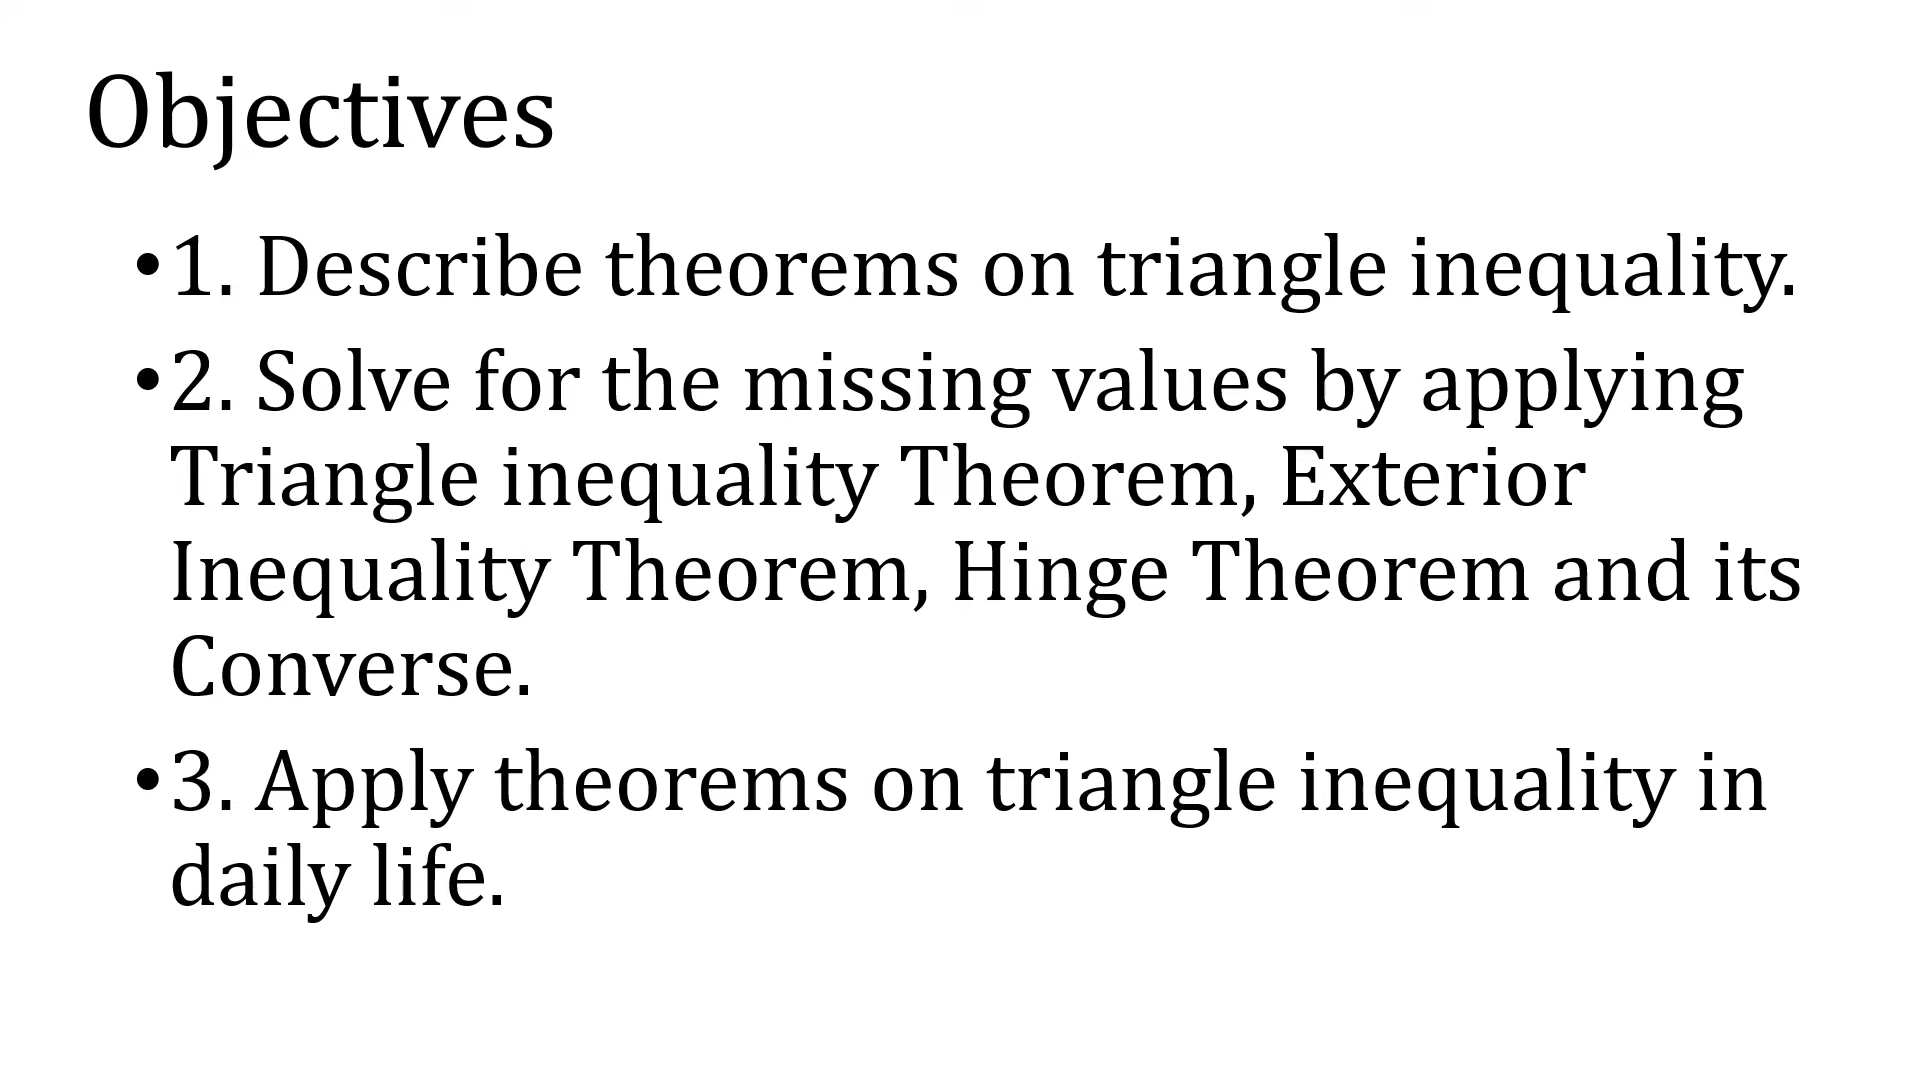 Objectives
•1. Describe theorems on triangle inequality.
•2. Solve for the missing values by applying
Triangle inequality Theorem, Exterior
Inequality Theorem, Hinge Theorem and its
Converse.
•3. Apply theorems on triangle inequality in
daily life.